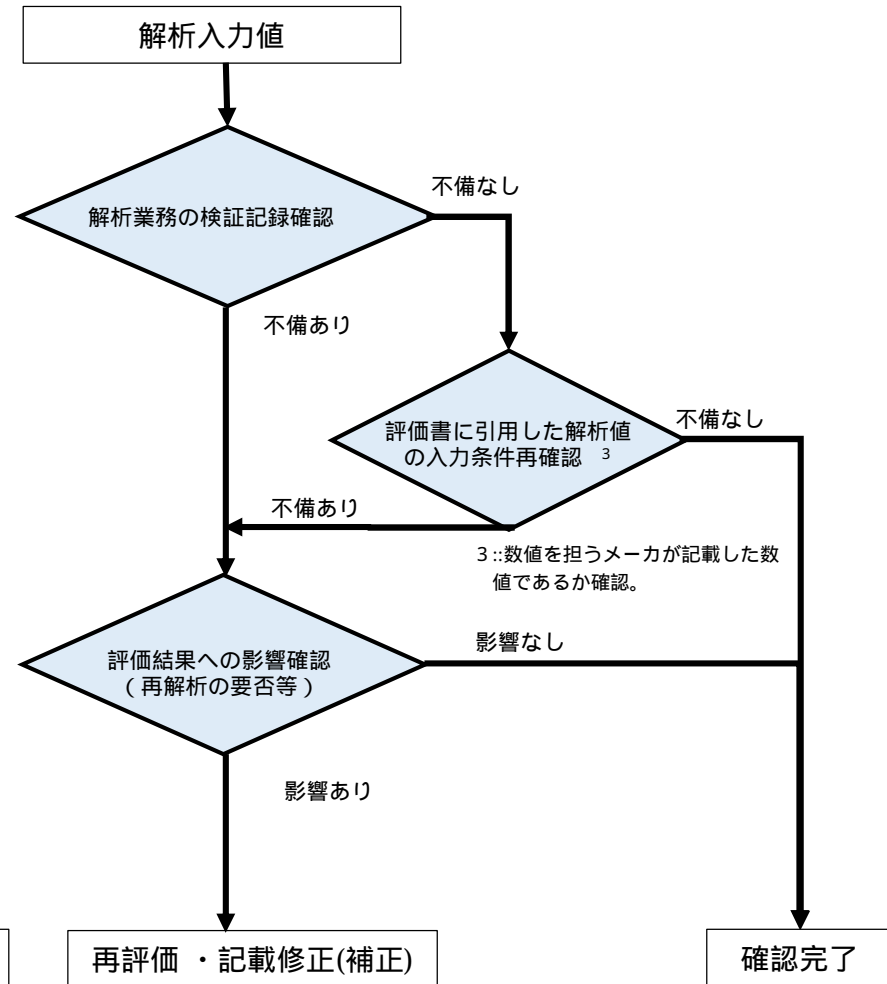 解析入力値
解析業務の検証記録確認
不備なし
不備あり
評価書に引用した解析値
の入力条件再確認 3
不備なし
不備あり
3::数値を担うメーカが記載した数
値であるか確認。
評価結果への影響確認
(再解析の要否等)
影響なし
影響あり
再評価 ・記載修正(補正)
確認完了